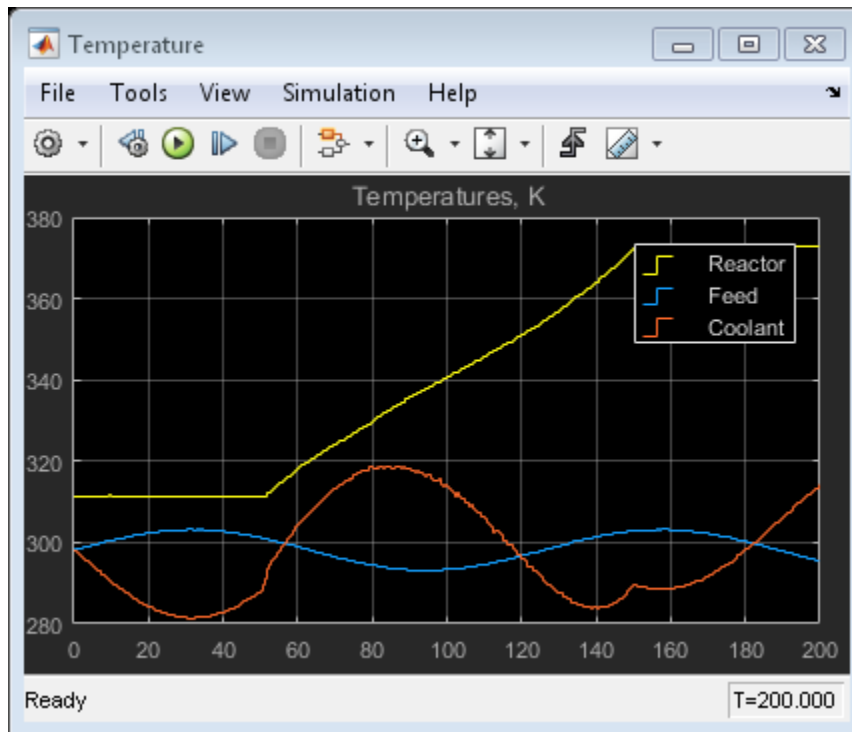 Temperature
File Tools View Simulation Help
Temperatures, K
380
360
340
320
300
280
0 20 40 60 80 100 120 140 160 180 200
Reactor
Feed
Coolant
Ready T=200.000